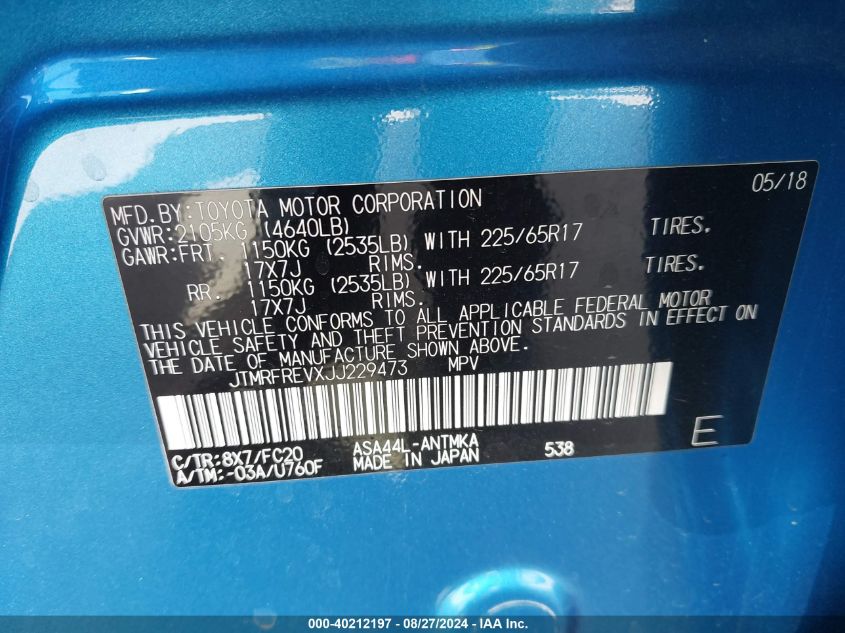 05/18
MFD.BY:TOYOTA MOTOR CORPORATION
GVWR:2105KG (4640LB)
GAWR:FRT. 1150KG (2535LB) WITH 225/65R17 TIRES.
17X7J RIMS.
RR. 1150KG (2535LB) WITH 225/65R17 TIRES.
17X7J RIMS.
THIS VEHICLE CONFORMS TO ALL APPLICABLE FEDERAL MOTOR
VEHICLE SAFETY AND THEFT PREVENTION STANDARDS IN EFFECT ON
THE DATE OF MANUFACTURE SHOWN ABOVE.
JTMRFREVXJJ229473 MPV
C/TR:8X7/FC20 ASA44L-ANTMKA 538 E
A/TM:-03A/U760F MADE IN JAPAN
000-40212197 - 08/27/2024 - IAA Inc.